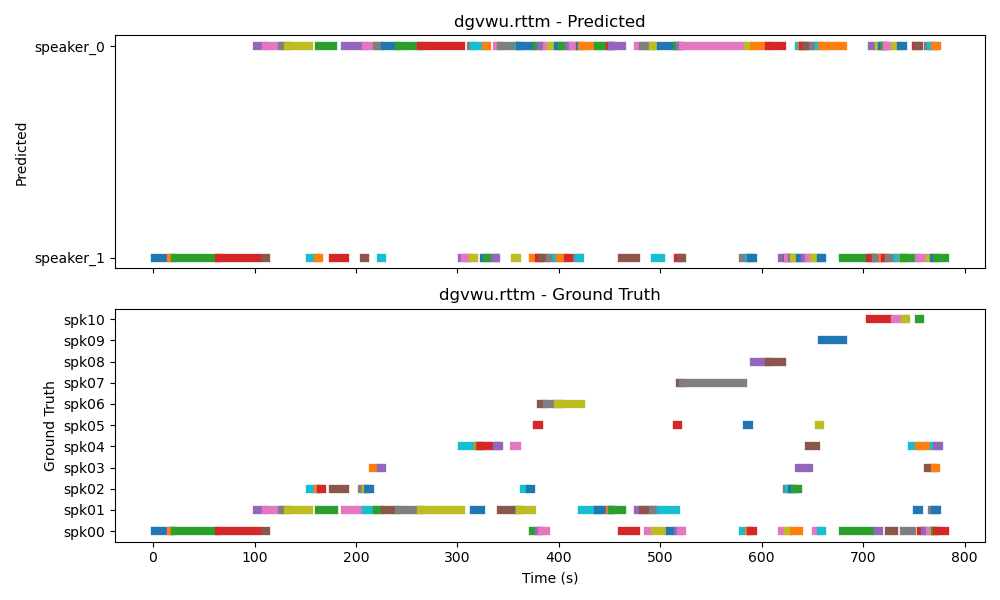 dgvwu.rttm - Predicted
speaker_0
speaker_1
Predicted
dgvwu.rttm - Ground Truth
spk10
spk09
spk08
spk07
spk06
spk05
spk04
spk03
spk02
spk01
spk00
Ground Truth
0 100 200 300 400 500 600 700 800
Time (s)